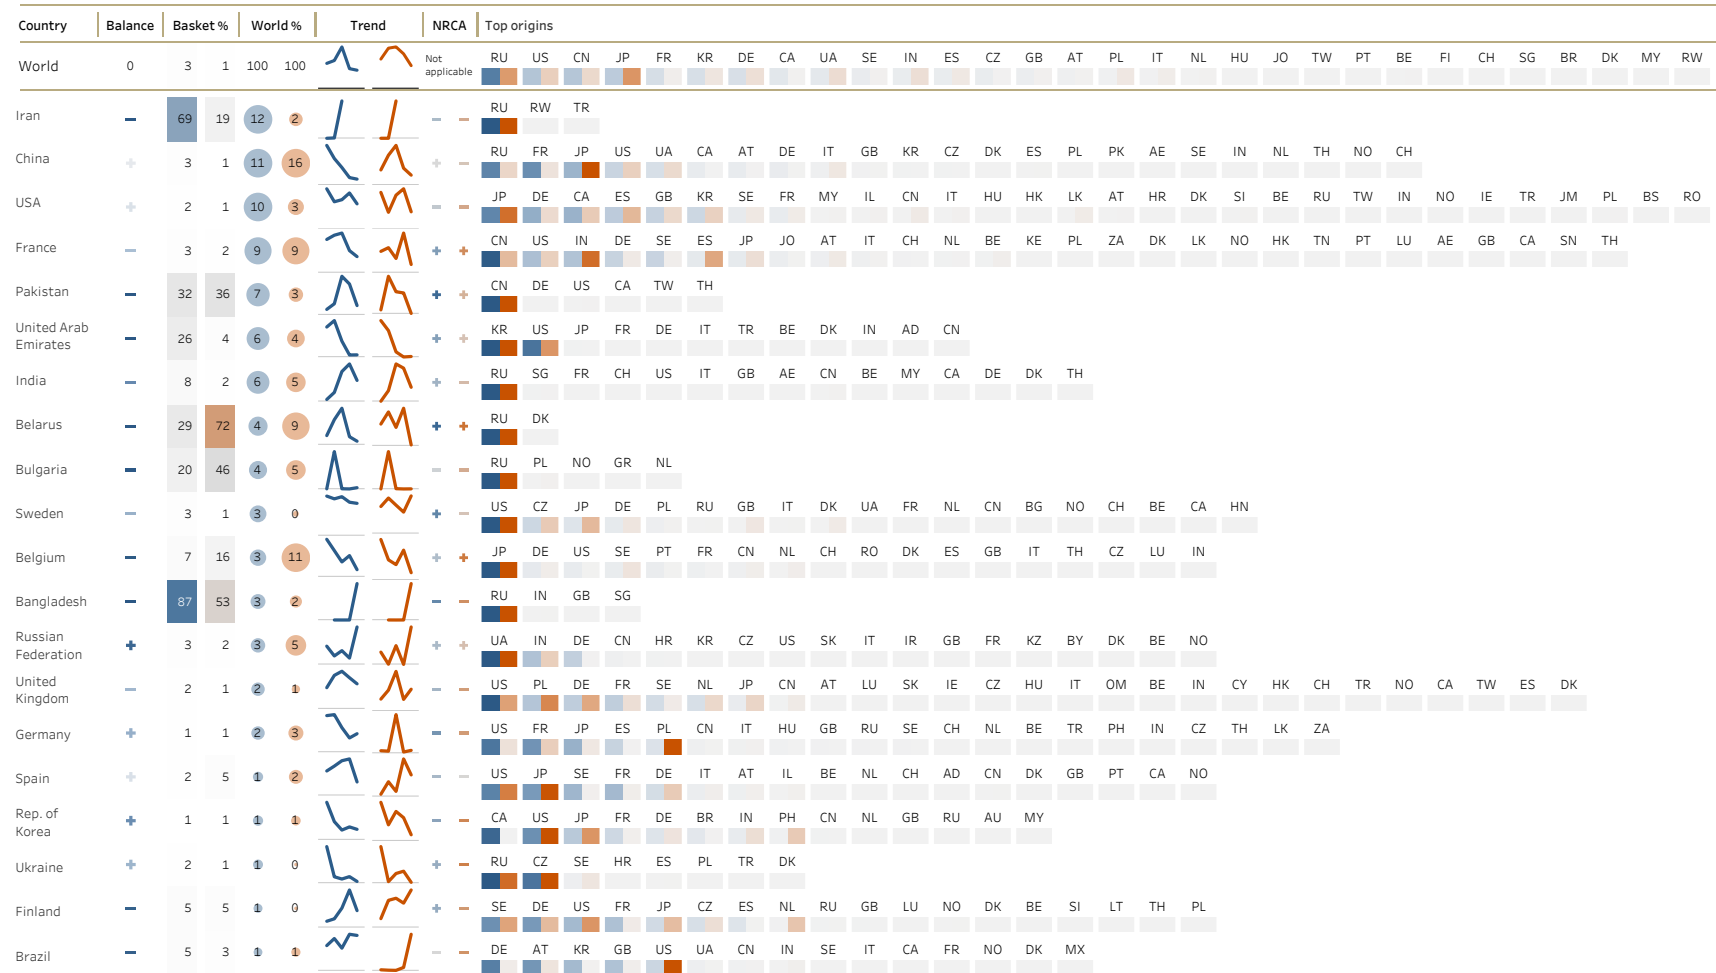 Country Balance Basket % World % Trend NRCA Top origins
World 0 3 1 100 100 Not applicable RU US CN JP FR KR DE CA UA SE IN ES CZ GB AT PL IT NL HU JO TW PT BE FI CH SG BR DK MY RW
Iran − 69 19 12 2 − − RU RW TR
China + 3 1 11 16 + − RU FR JP US UA CA AT DE IT GB KR CZ DK ES PL PK AE SE IN NL TH NO CH
USA + 2 1 10 3 − − JP DE CA ES GB KR SE FR MY IL CN IT HU HK LK AT HR DK SI BE RU TW IN NO IE TR JM PL BS RO
France − 3 2 9 9 + + CN US IN DE SE ES JP JO AT IT CH NL BE KE PL ZA DK LK NO HK TN PT LU AE GB CA SN TH
Pakistan − 32 36 7 3 + + CN DE US CA TW TH
United Arab
Emirates − 26 4 6 4 + + KR US JP FR DE IT TR BE DK IN AD CN
India − 8 2 6 5 + − RU SG FR CH US IT GB AE CN BE MY CA DE DK TH
Belarus − 29 72 4 9 + + RU DK
Bulgaria − 20 46 4 5 − − RU PL NO GR NL
Sweden − 3 1 3 0 + − US CZ JP DE PL RU GB IT DK UA FR NL CN BG NO CH BE CA HN
Belgium − 7 16 3 11 + + JP DE US SE PT FR CN NL CH RO DK ES GB IT TH CZ LU IN
Bangladesh − 87 53 3 2 − − RU IN GB SG
Russian
Federation + 3 2 3 5 + + UA IN DE CN HR KR CZ US SK IT IR GB FR KZ BY DK BE NO
United
Kingdom − 2 1 2 1 − − US PL DE FR SE NL JP CN AT LU SK IE CZ HU IT OM BE IN CY HK CH TR NO CA TW ES DK
Germany + 1 1 2 3 − − US FR JP ES PL CN IT HU GB RU SE CH NL BE TR PH IN CZ TH LK ZA
Spain + 2 5 1 2 − − US JP SE FR DE IT AT IL BE NL CH AD CN DK GB PT CA NO
Rep. of
Korea + 1 1 1 1 − − CA US JP FR DE BR IN PH CN NL GB RU AU MY
Ukraine + 2 1 1 0 + − RU CZ SE HR ES PL TR DK
Finland − 5 5 1 0 + − SE DE US FR JP CZ ES NL RU GB LU NO DK BE SI LT TH PL
Brazil − 5 3 1 1 − − DE AT KR GB US UA CN IN SE IT CA FR NO DK MX